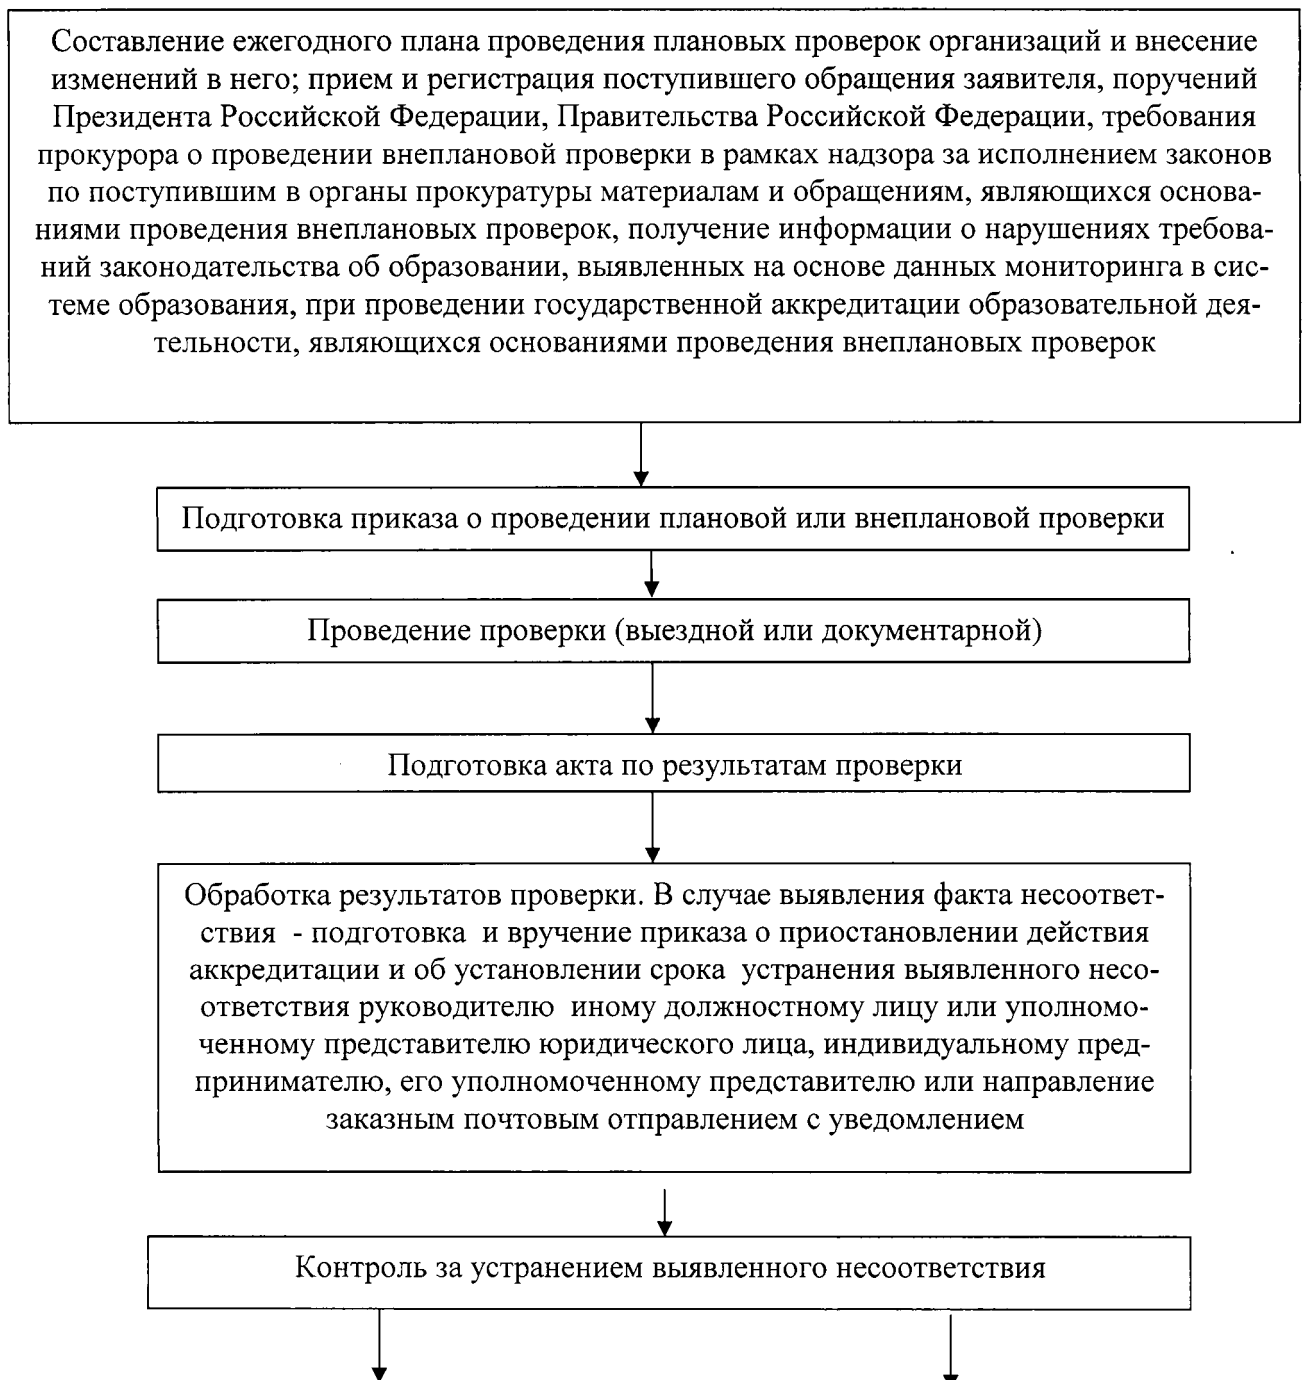 Составление ежегодного плана проведения плановых проверок организаций и внесение
изменений в него; прием и регистрация поступившего обращения заявителя, поручений
Президента Российской Федерации, Правительства Российской Федерации, требования
прокурора о проведении внеплановой проверки в рамках надзора за исполнением законов
по поступившим в органы прокуратуры материалам и обращениям, являющихся основа-
ниями проведения внеплановых проверок, получение информации о нарушениях требова-
ний законодательства об образовании, выявленных на основе данных мониторинга в сис-
теме образования, при проведении государственной аккредитации образовательной дея-
тельности, являющихся основаниями проведения внеплановых проверок
Подготовка приказа о проведении плановой или внеплановой проверки
Проведение проверки (выездной или документарной)
Подготовка акта по результатам проверки
Обработка результатов проверки. В случае выявления факта несоответ-
ствия - подготовка и вручение приказа о приостановлении действия
аккредитации и об установлении срока устранения выявленного несо-
ответствия руководителю иному должностному лицу или уполномо-
ченному представителю юридического лица, индивидуальному пред-
принимателю, его уполномоченному представителю или направление
заказным почтовым отправлением с уведомлением
Контроль за устранением выявленного несоответствия